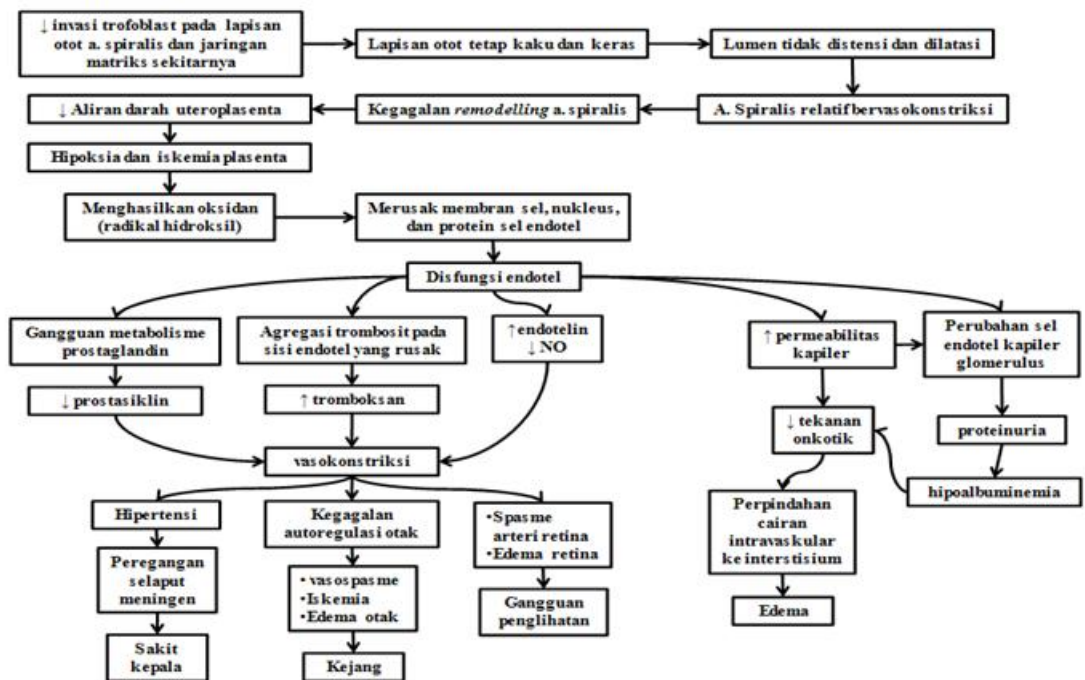 ↓ invasi trofoblast pada lapisan
otot a. spiralis dan jaringan
matriks sekitarnya
Lapisan otot tetap kaku dan keras
Lumen tidak distensi dan dilatasi
↓ Aliran darah uteroplasenta
Kegagalan remodelling a. spiralis
A. Spiralis relatif bervasokonstriksi
Hipoksia dan iskemia plasenta
Menghasilkan oksidan
(radikal hidroksil)
Merusak membran sel, nukleus,
dan protein sel endotel
Disfungsi endotel
Gangguan metabolisme
prostaglandin
Agregasi trombosit pada
sisi endotel yang rusak
↑endotelin
↓ NO
↑ permeabilitas
kapiler
Perubahan sel
endotel kapiler
glomerulus
↓ prostasiklin
↑ tromboksan
↓ tekanan
onkotik
proteinuria
vasokonstriksi
hipoalbuminemia
Hipertensi
Kegagalan
autoregulasi otak
•Spasme
arteri retina
•Edema retina
Perpindahan
cairan
intravaskular
ke interstisium
Peregangan
selaput
meningen
• vasospasme
•Iskemia
•Edema otak
Gangguan
penglihatan
Edema
Sakit
kepala
Kejang